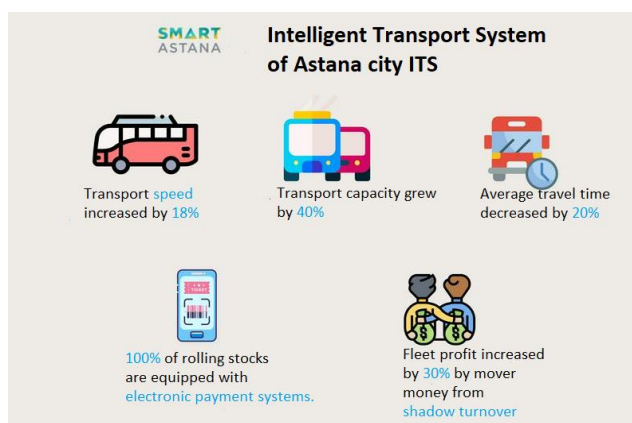 SMART
ASTANA
Intelligent Transport System
of Astana city ITS
Transport speed
increased by 18%
Transport capacity grew
by 40%
Average travel time
decreased by 20%
TICKET
100% of rolling stocks
are equipped with
electronic payment systems.
Fleet profit increased
by 30% by mover
money from
shadow turnover